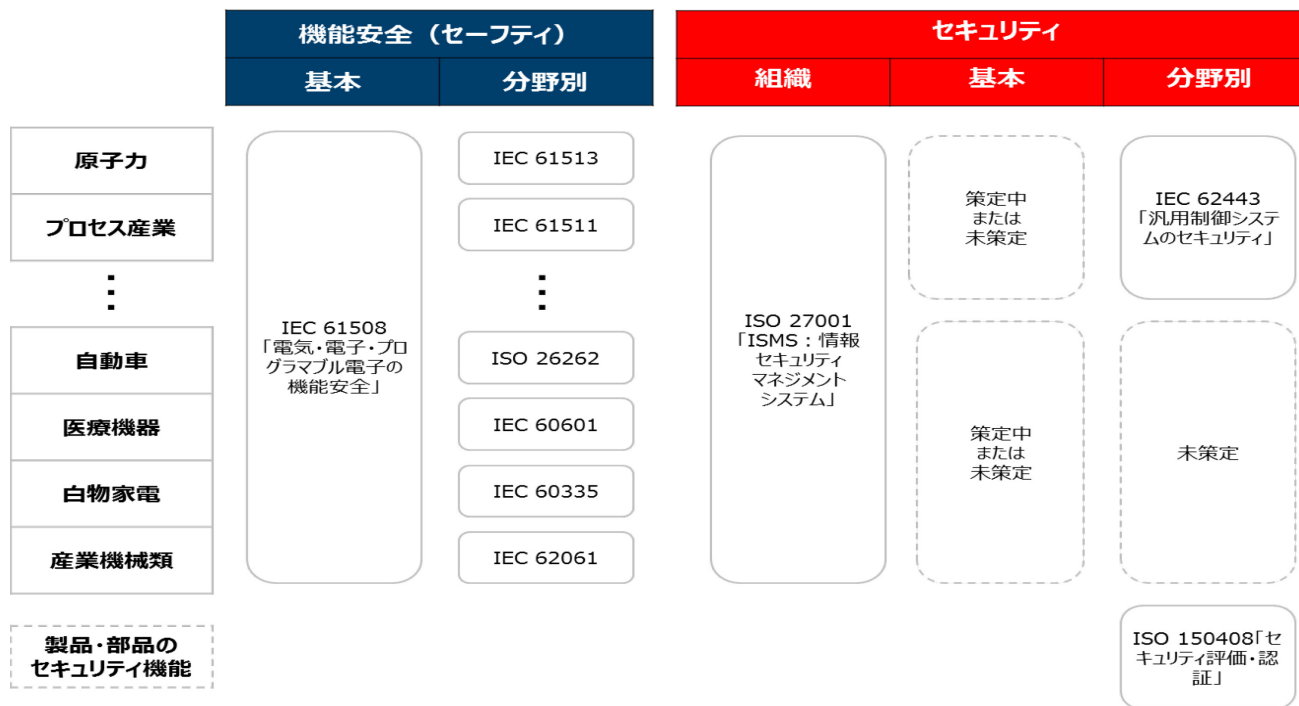 機能安全（セーフティ）
セキュリティ
基本
分野別
組織
基本
分野別
原子力
プロセス産業
自動車
医療機器
白物家電
産業機械類
製品・部品の
セキュリティ機能
IEC 61508
「電気・電子・プロ
グラマブル電子の
機能安全」
IEC 61513
IEC 61511
ISO 26262
IEC 60601
IEC 60335
IEC 62061
ISO 27001
「ISMS：情報
セキュリティ
マネジメント
システム」
策定中
または
未策定
策定中
または
未策定
IEC 62443
「汎用制御システ
ムのセキュリティ」
未策定
ISO 150408「セ
キュリティ評価・認
証」